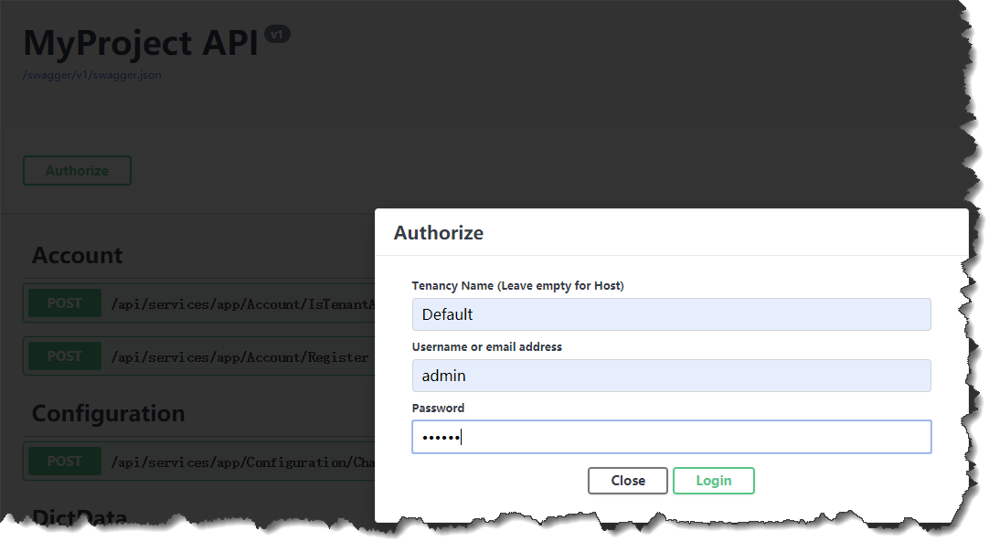 MyProject API v1
/swagger/v1/swagger.json
Authorize
Account
POST /api/services/app/Account/IsTenantA
POST /api/services/app/Account/Register
Configuration
POST /api/services/app/Configuration/Cha
DictData
Authorize
Tenancy Name (Leave empty for Host)
Default
Username or email address
admin
Password
••••••
Close Login